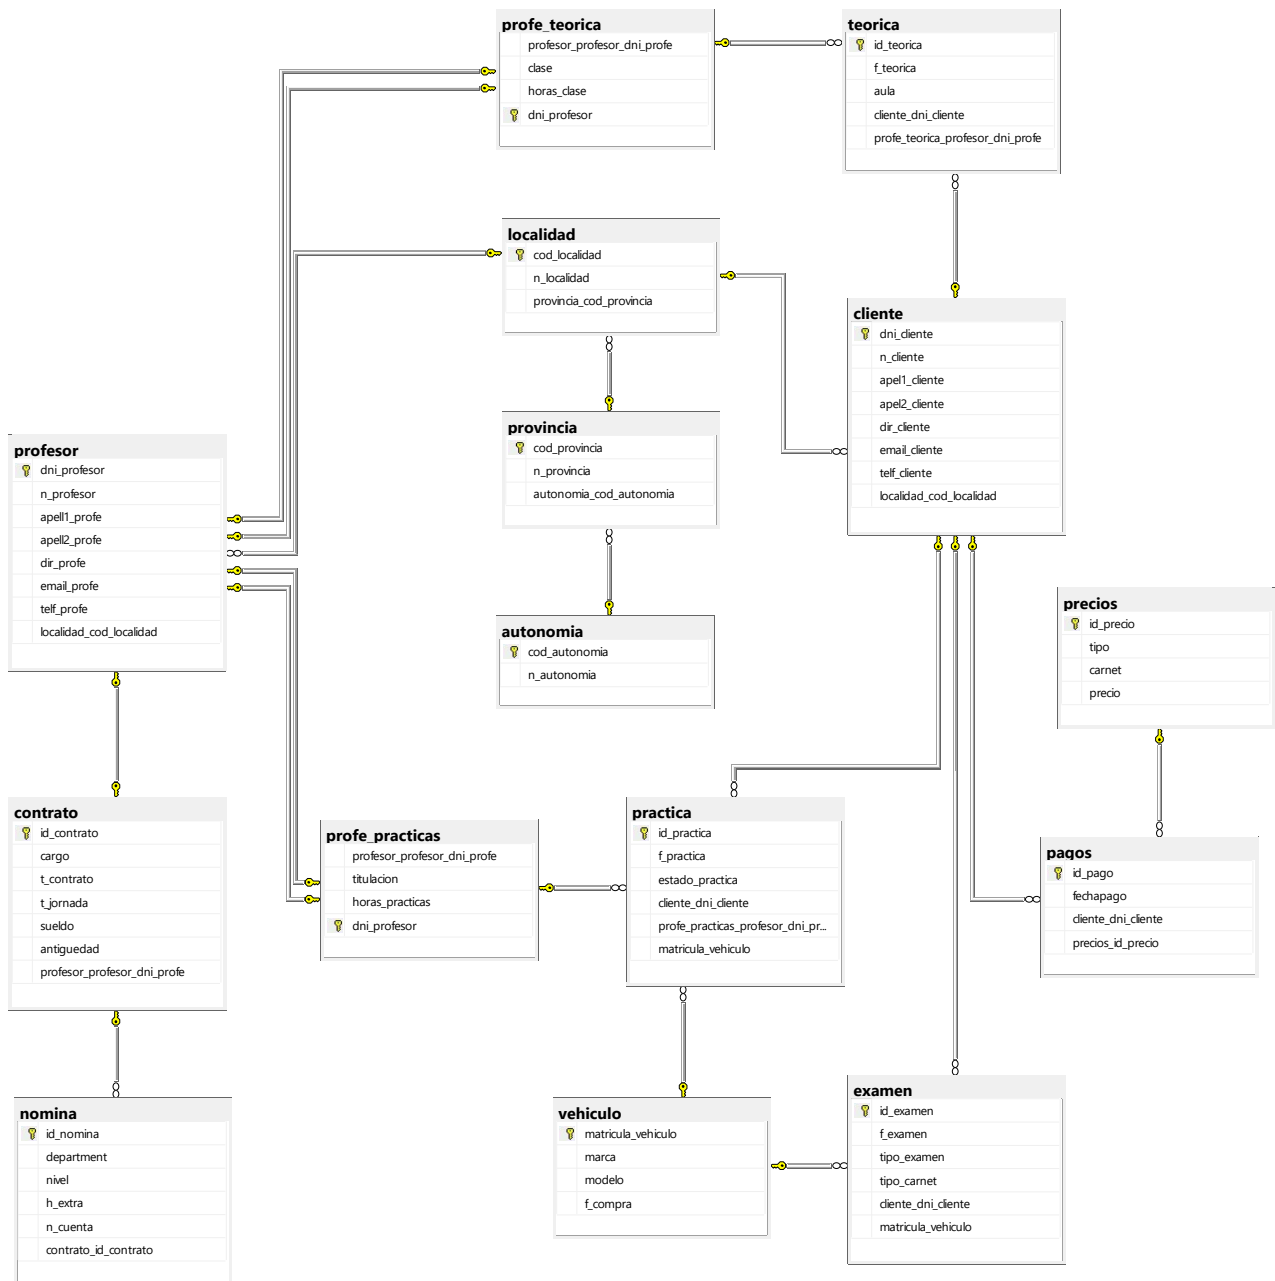 profe_teorica
profesor_profesor_dni_profe
clase
horas_clase
dni_profesor
teorica
id_teorica
f_teorica
aula
cliente_dni_cliente
profe_teorica_profesor_dni_profe
localidad
cod_localidad
n_localidad
provincia_cod_provincia
cliente
dni_cliente
n_cliente
apel1_cliente
apel2_cliente
dir_cliente
email_cliente
telf_cliente
localidad_cod_localidad
provincia
cod_provincia
n_provincia
autonomia_cod_autonomia
profesor
dni_profesor
n_profesor
apell1_profe
apell2_profe
dir_profe
email_profe
telf_profe
localidad_cod_localidad
autonomia
cod_autonomia
n_autonomia
precios
id_precio
tipo
carnet
precio
contrato
id_contrato
cargo
t_contrato
t_jornada
sueldo
antiguedad
profesor_profesor_dni_profe
profe_practicas
profesor_profesor_dni_profe
titulacion
horas_practicas
dni_profesor
practica
id_practica
f_practica
estado_practica
cliente_dni_cliente
profe_practicas_profesor_dni_pr...
matricula_vehiculo
pagos
id_pago
fechapago
cliente_dni_cliente
precios_id_precio
nomina
id_nomina
department
nivel
h_extra
n_cuenta
contrato_id_contrato
vehiculo
matricula_vehiculo
marca
modelo
f_compra
examen
id_examen
f_examen
tipo_examen
tipo_carnet
cliente_dni_cliente
matricula_vehiculo